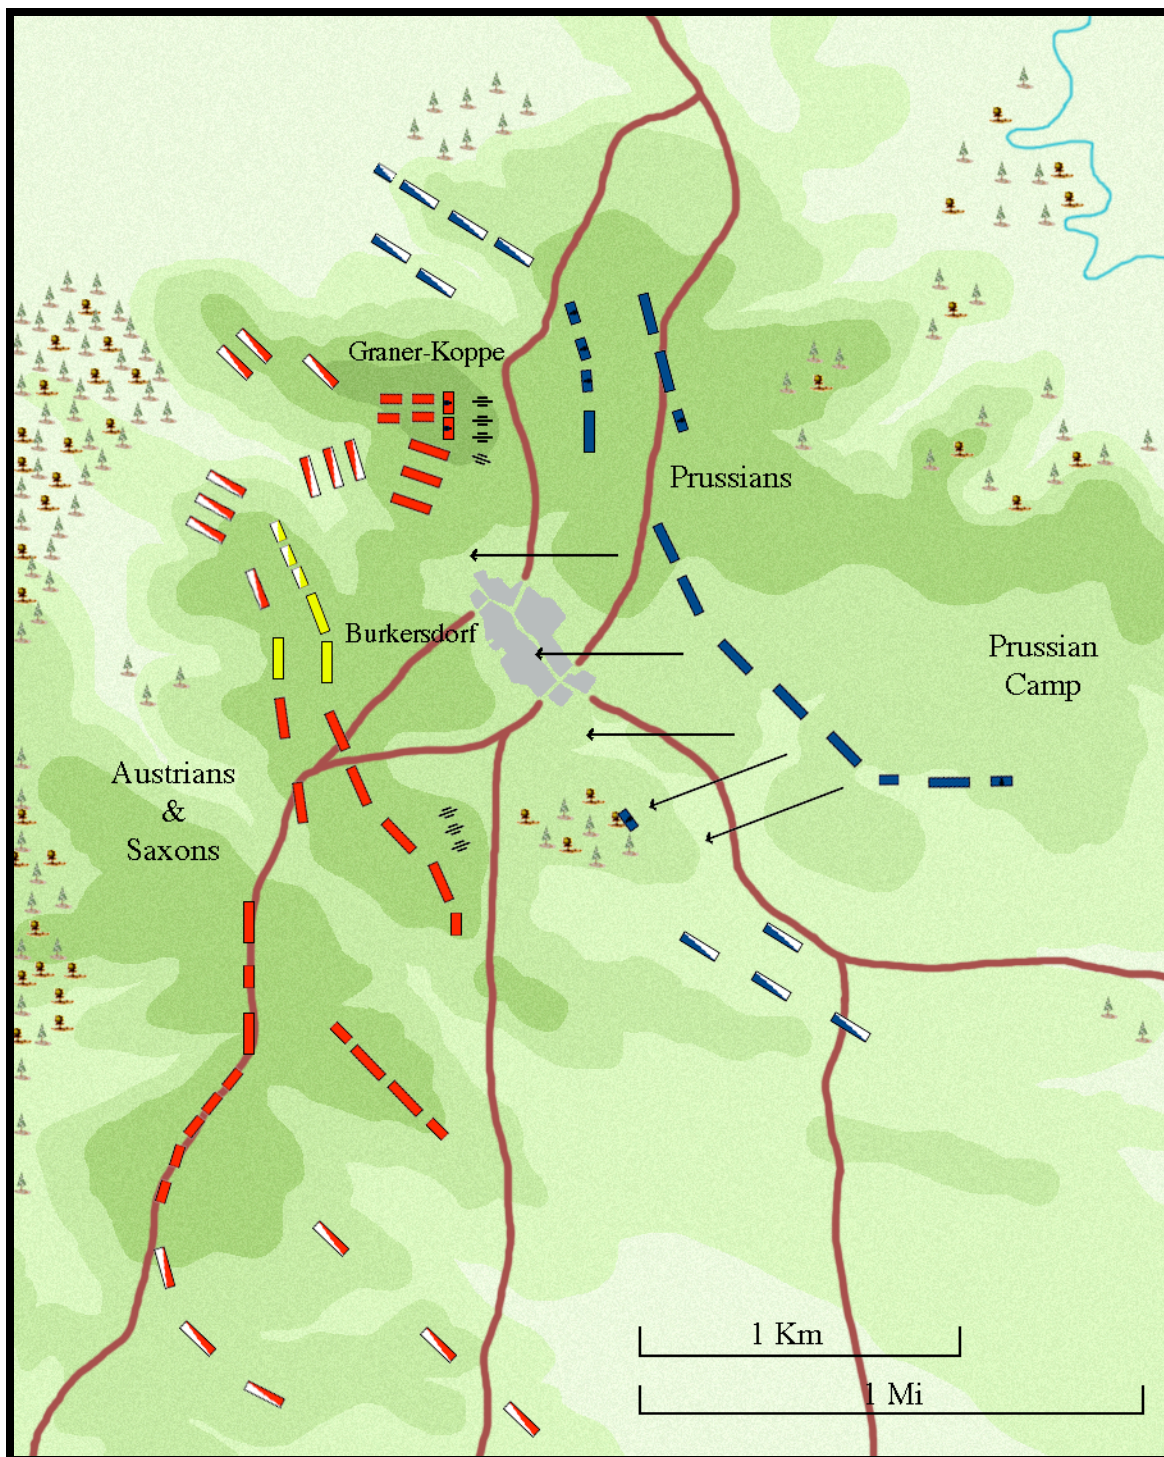 Graner-Koppe
Prussians
Burkersdorf
Prussian
Camp
Austrians
&
Saxons
1 Km
1 Mi